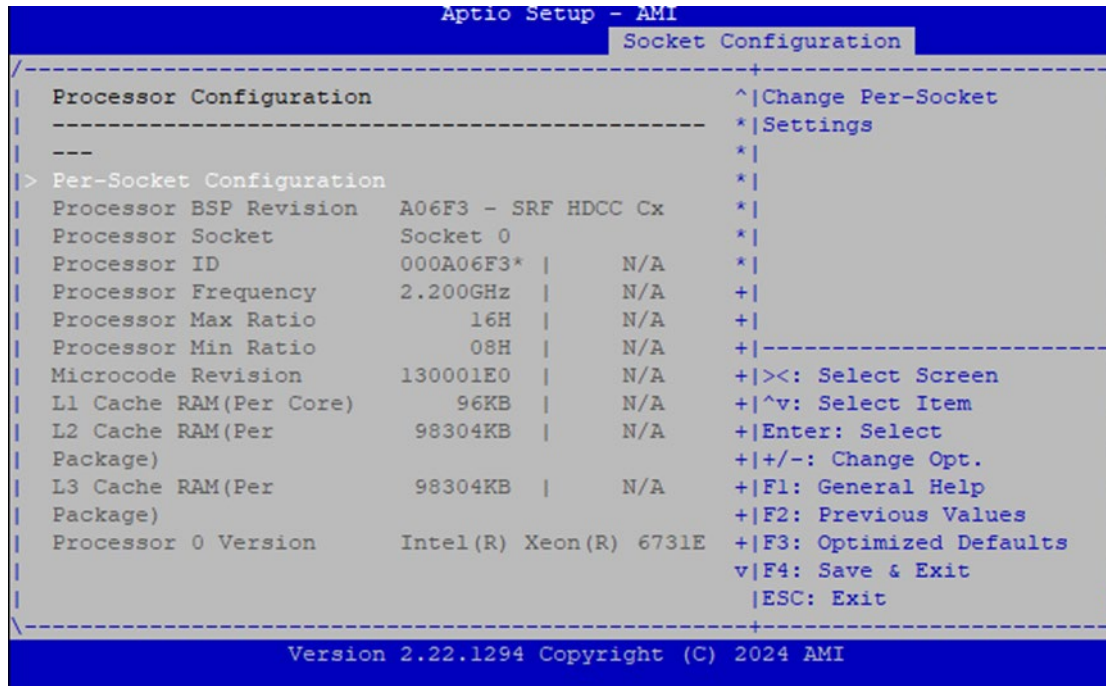 Aptio Setup - AMI
Socket Configuration
/----------------------------------------------------+-------------------------
| Processor Configuration ^|Change Per-Socket
| ----------------------------------------------- *|Settings
| --- *|
|> Per-Socket Configuration *|
| Processor BSP Revision A06F3 - SRF HDCC Cx *|
| Processor Socket Socket 0 *|
| Processor ID 000A06F3* | N/A *|
| Processor Frequency 2.200GHz | N/A +|
| Processor Max Ratio 16H | N/A +|
| Processor Min Ratio 08H | N/A +|-------------------------
| Microcode Revision 130001E0 | N/A +|><: Select Screen
| L1 Cache RAM(Per Core) 96KB | N/A +|^v: Select Item
| L2 Cache RAM(Per 98304KB | N/A +|Enter: Select
| Package) +|+/-: Change Opt.
| L3 Cache RAM(Per 98304KB | N/A +|F1: General Help
| Package) +|F2: Previous Values
| Processor 0 Version Intel(R) Xeon(R) 6731E +|F3: Optimized Defaults
| v|F4: Save & Exit
| |ESC: Exit
\----------------------------------------------------+-------------------------
Version 2.22.1294 Copyright (C) 2024 AMI